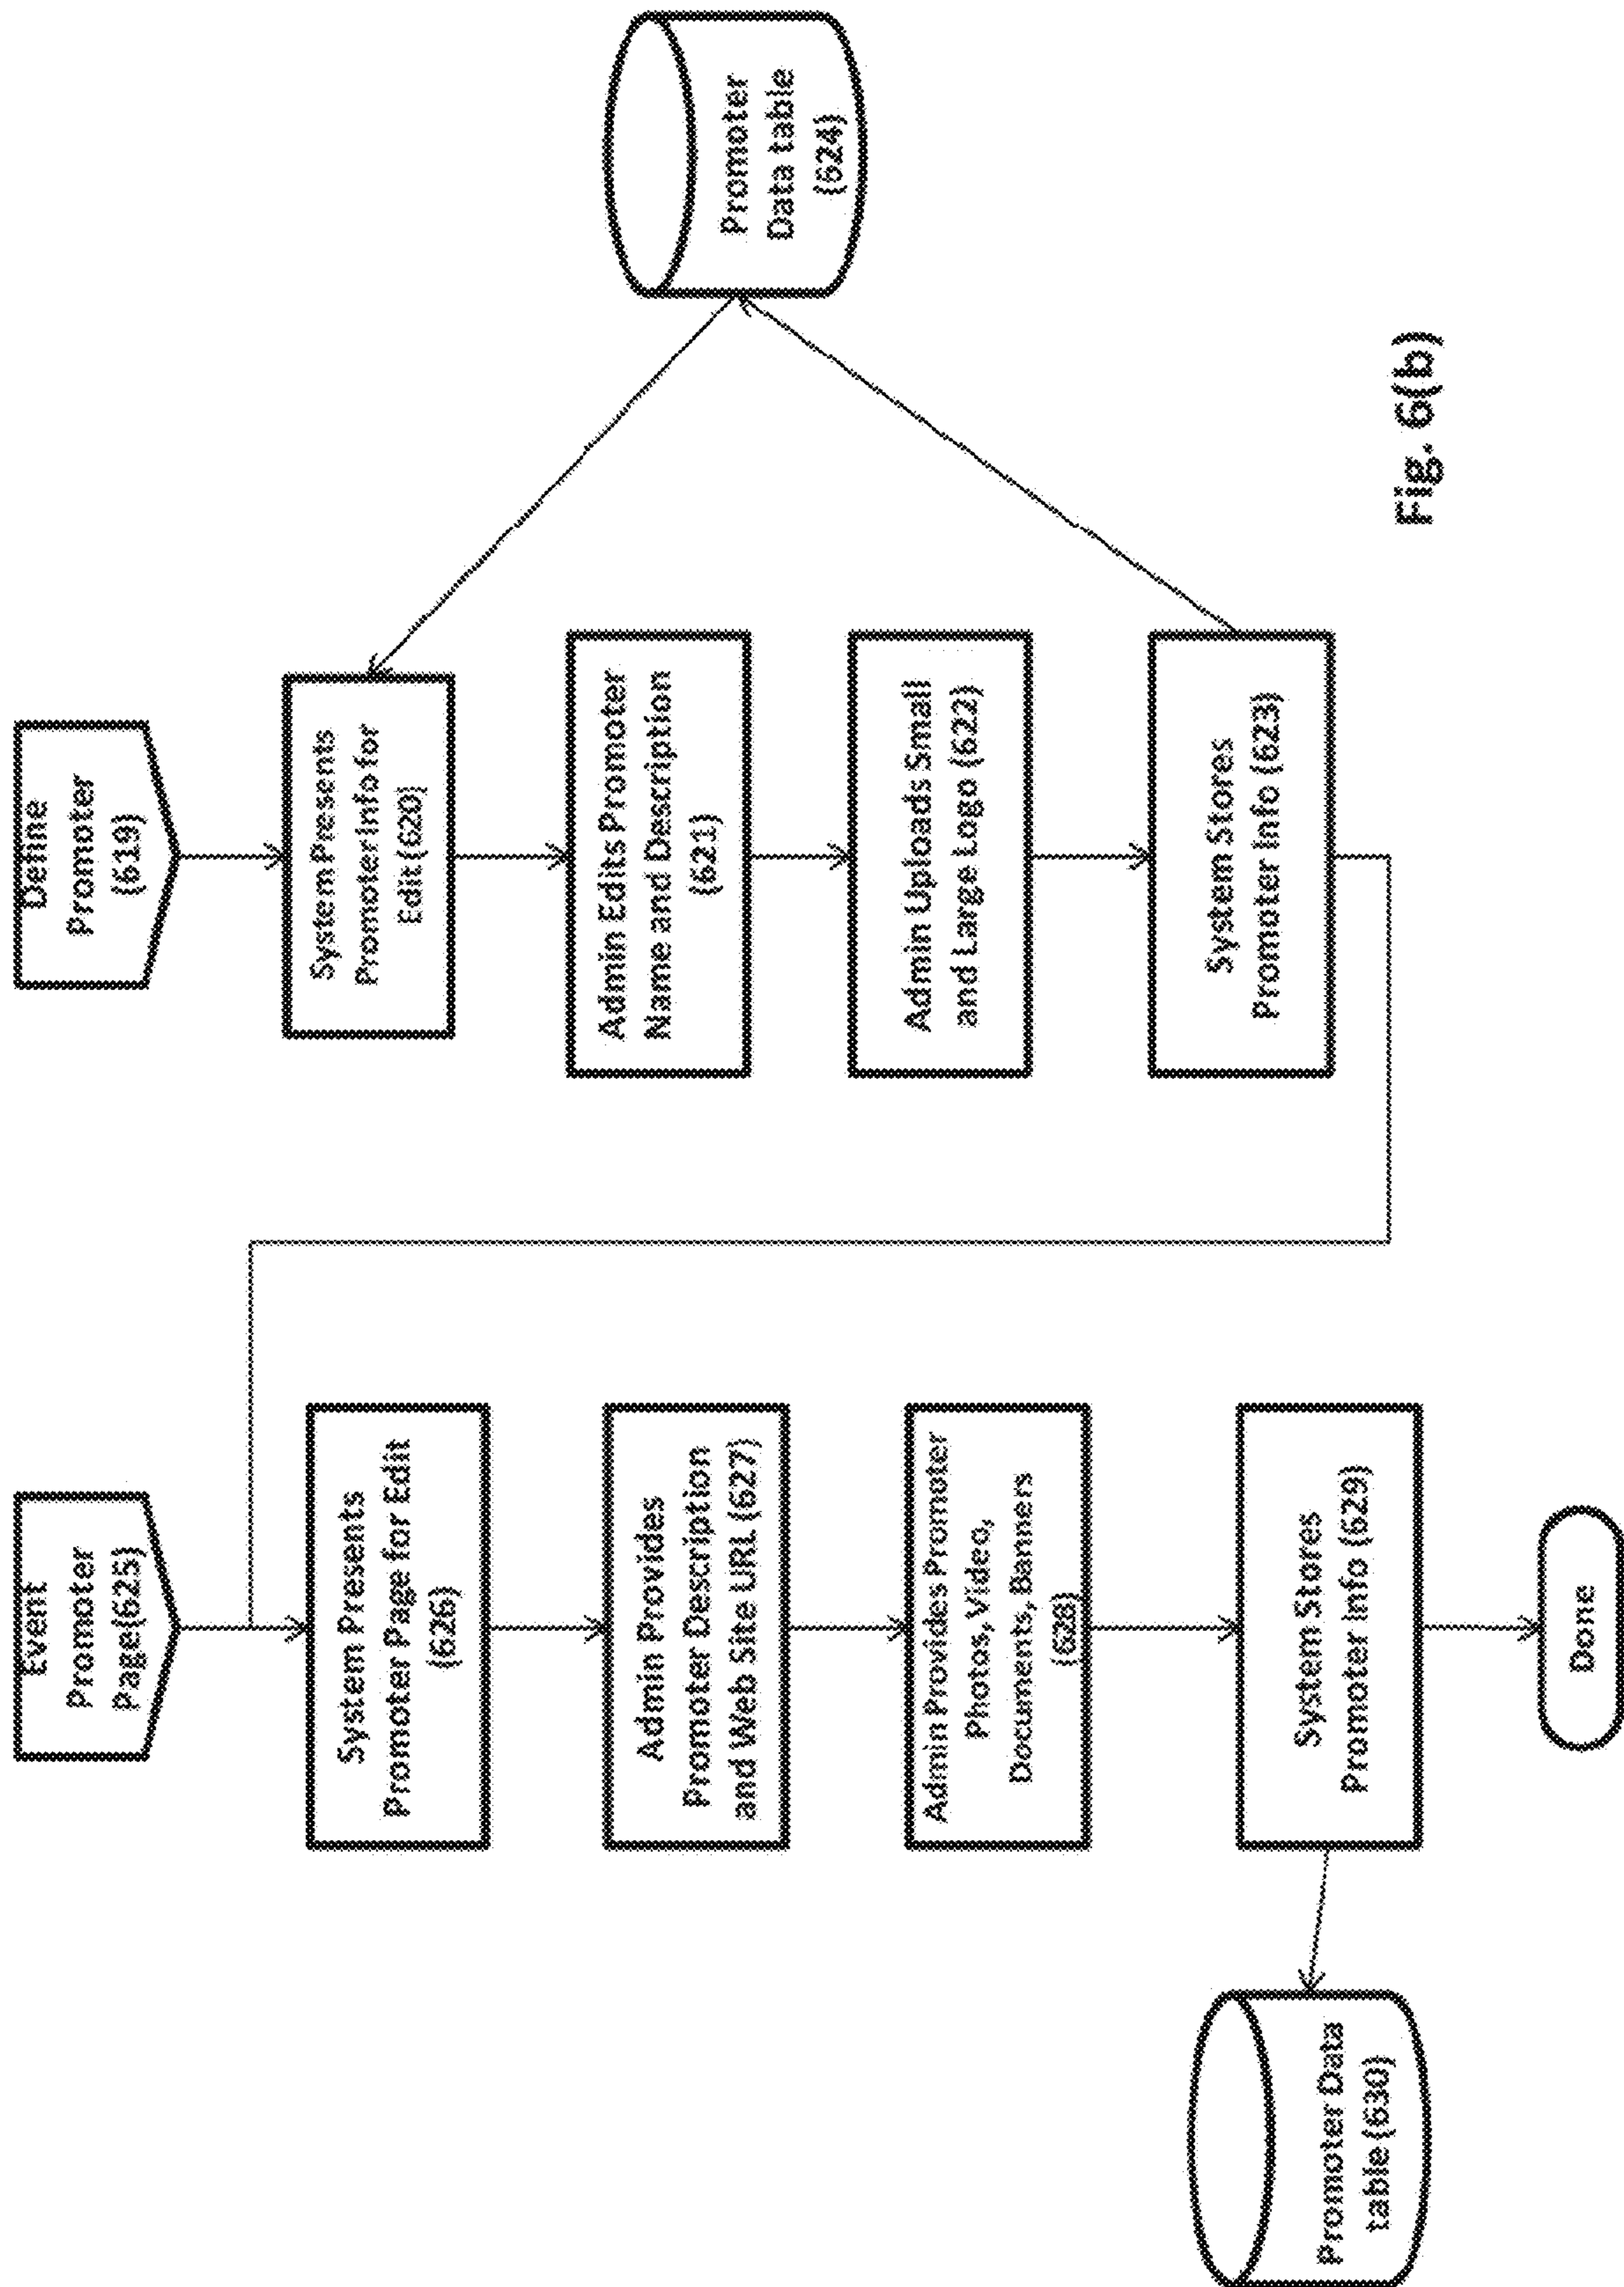 Event
Promoter
Page(625)
System Presents
Promoter Page for Edit
(626)
Admin Provides
Promoter Description
and Web Site URL (627)
Admin Provides Promoter
Photos, Video,
Documents, Banners
(628)
System Stores
Promoter Info (629)
Done
Promoter Data
table (630)
Define
Promoter
(619)
System Presents
Promoter Info for
Edit (620)
Admin Edits Promoter
Name and Description
(621)
Admin Uploads Small
and Large Logo (622)
System Stores
Promoter Info (623)
Promoter
Data table
(624)
Fig. 6(b)